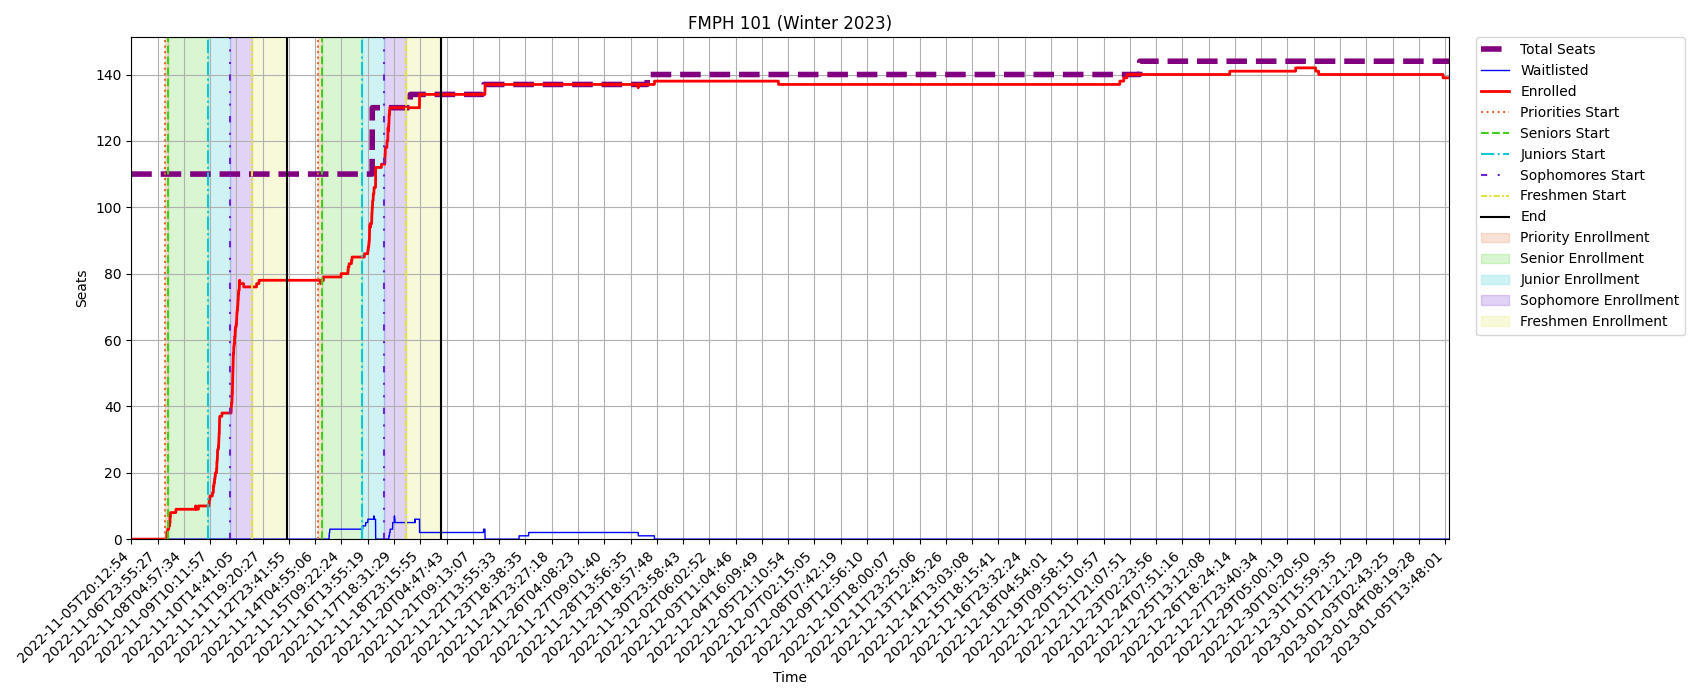 FMPH 101 (Winter 2023)
Seats
140
120
100
80
60
40
20
0
2022-11-05T20:12:54
2022-11-06T23:55:27
2022-11-08T04:57:34
2022-11-09T10:11:57
2022-11-10T14:41:05
2022-11-11T19:20:27
2022-11-12T23:41:55
2022-11-14T04:55:06
2022-11-15T09:22:24
2022-11-16T13:55:19
2022-11-17T18:31:29
2022-11-18T23:15:55
2022-11-20T04:47:43
2022-11-21T09:13:07
2022-11-22T13:55:33
2022-11-23T18:38:35
2022-11-24T23:27:18
2022-11-26T04:08:23
2022-11-27T09:01:40
2022-11-28T13:56:35
2022-11-29T18:57:48
2022-11-30T23:58:43
2022-12-02T06:02:52
2022-12-03T11:04:46
2022-12-04T16:09:49
2022-12-05T21:10:54
2022-12-07T02:15:05
2022-12-08T07:42:19
2022-12-09T12:56:10
2022-12-10T18:00:07
2022-12-11T23:25:06
2022-12-13T12:45:26
2022-12-14T13:03:08
2022-12-15T18:15:41
2022-12-16T23:32:24
2022-12-18T04:54:01
2022-12-19T09:58:15
2022-12-20T15:10:57
2022-12-21T21:07:51
2022-12-23T02:23:56
2022-12-24T07:51:16
2022-12-25T13:12:08
2022-12-26T18:24:14
2022-12-27T23:40:34
2022-12-29T05:00:19
2022-12-30T10:20:50
2022-12-31T15:59:35
2023-01-01T21:21:29
2023-01-03T02:43:25
2023-01-04T08:19:28
2023-01-05T13:48:01
Time
Total Seats
Waitlisted
Enrolled
Priorities Start
Seniors Start
Juniors Start
Sophomores Start
Freshmen Start
End
Priority Enrollment
Senior Enrollment
Junior Enrollment
Sophomore Enrollment
Freshmen Enrollment